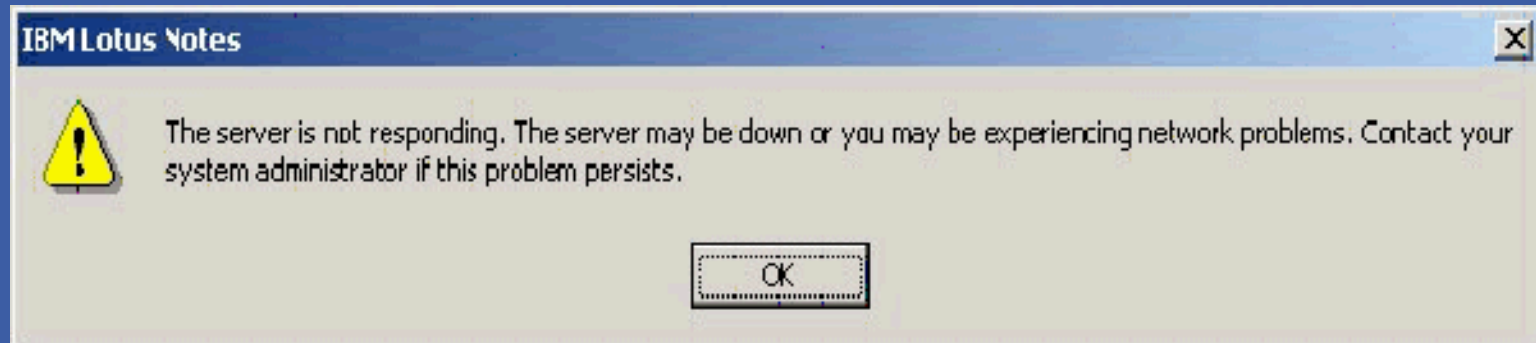 IBM Lotus Notes
The server is not responding. The server may be down or you may be experiencing network problems. Contact your
system administrator if this problem persists.
OK